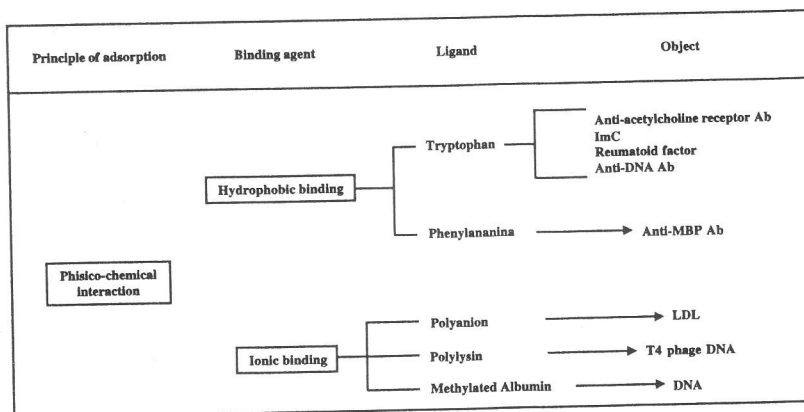 Principle of adsorption Binding agent Ligand Object
Anti-acetylcholine receptor Ab
ImC
Tryptophan
Reumatoid factor
Anti-DNA Ab
Hydrophobic binding
Phenylananina Anti-MBP Ab
Phisico-chemical
interaction
Polyanion LDL
Ionic binding Polylysin T4 phage DNA
Methylated Albumin DNA